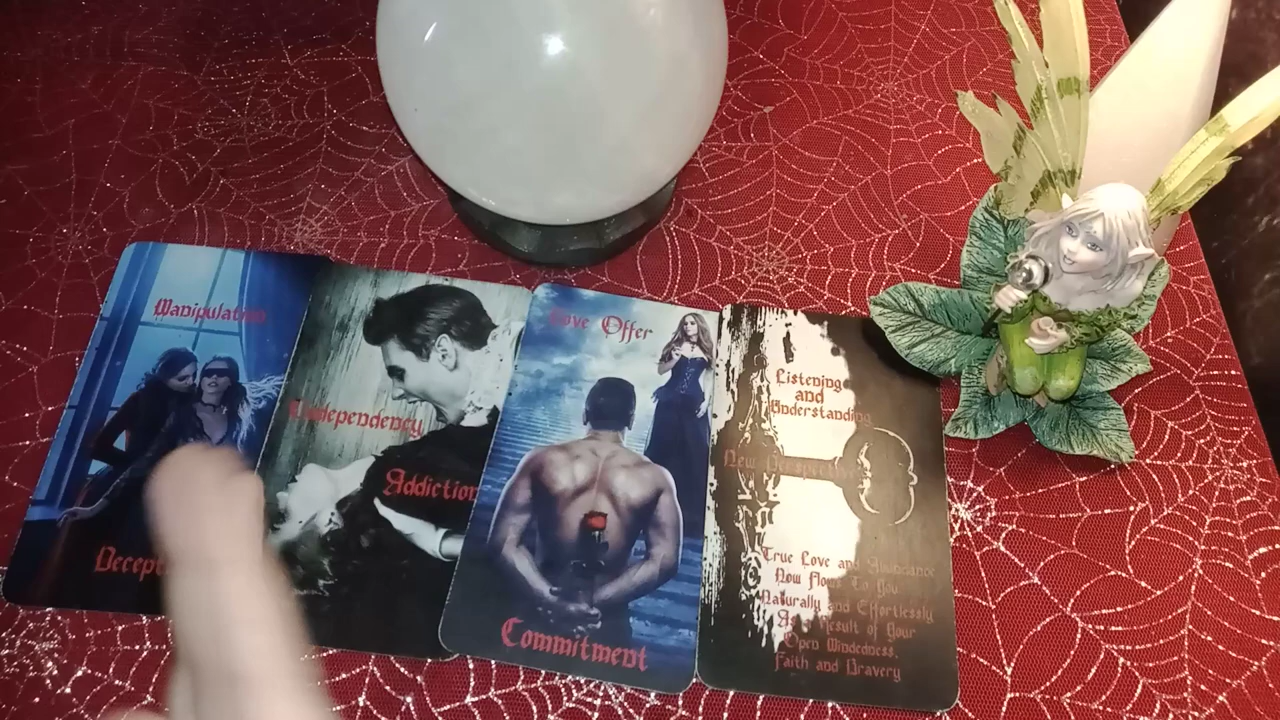 Manipulation
Codependency
Addiction
Love Offer
Commitment
Listening
and
Understanding
New Perspective
True Love and Abundance
Now Flows To You
Naturally and Effortlessly
As a Result of Your
Open Mindedness,
Faith and Bravery